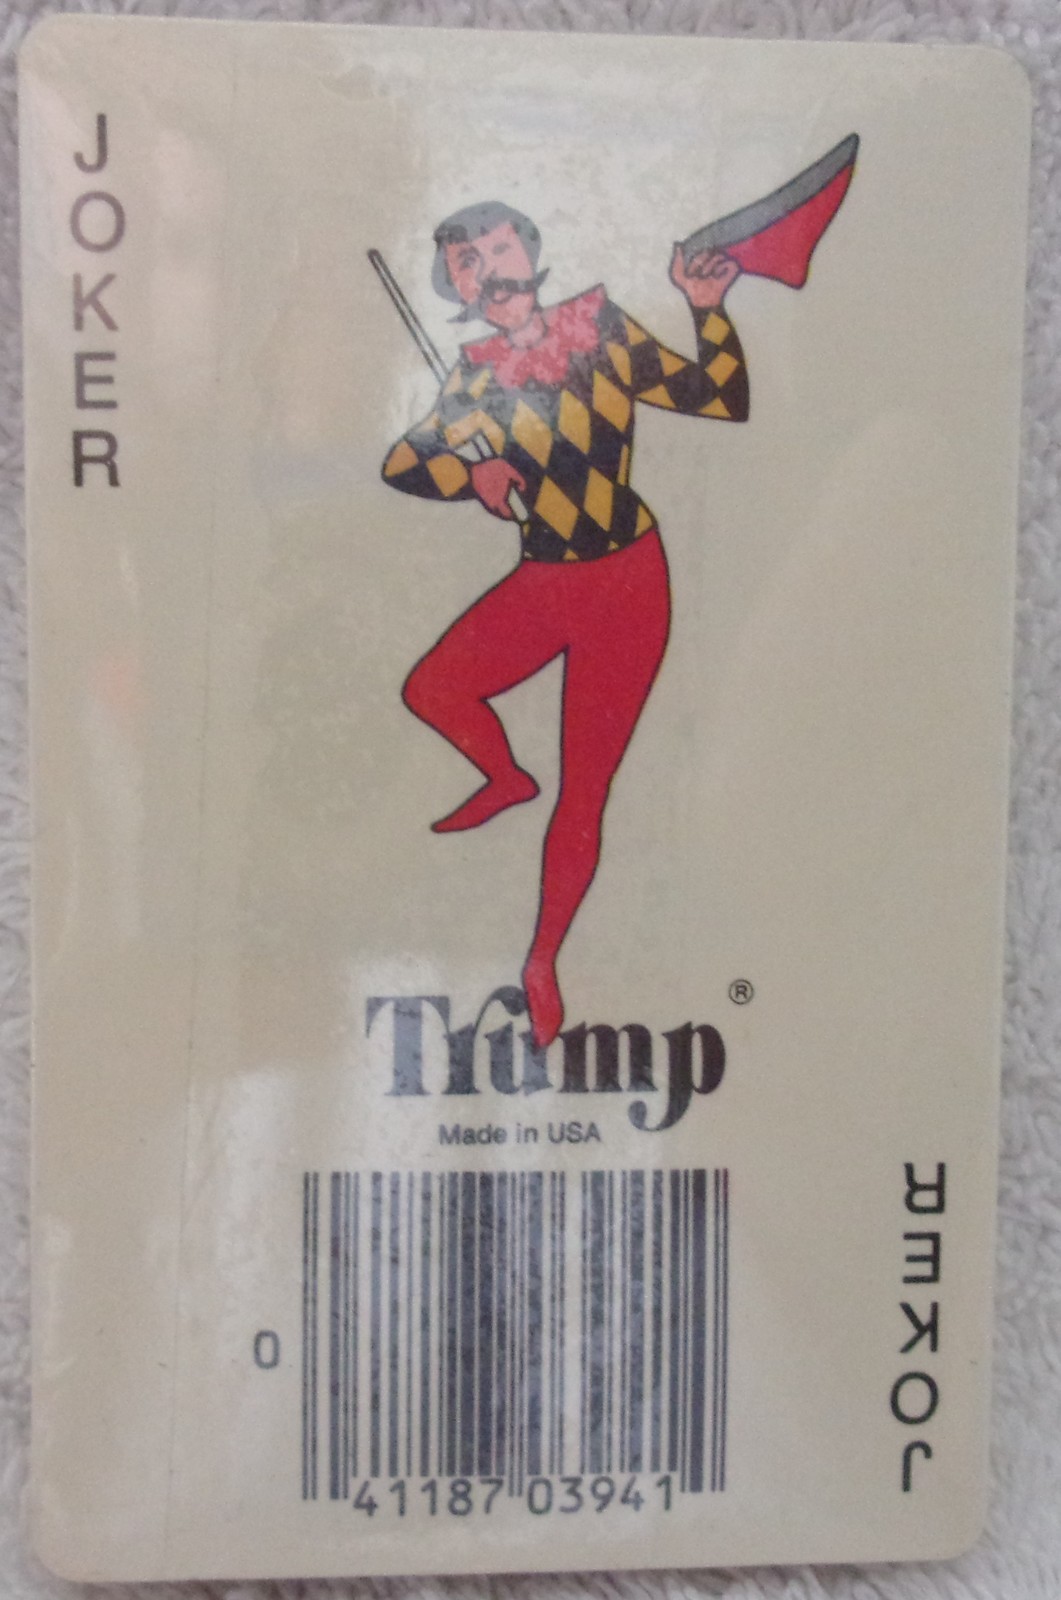 JOKER
Trump®
Made in USA
0 41187 03941
JOKER